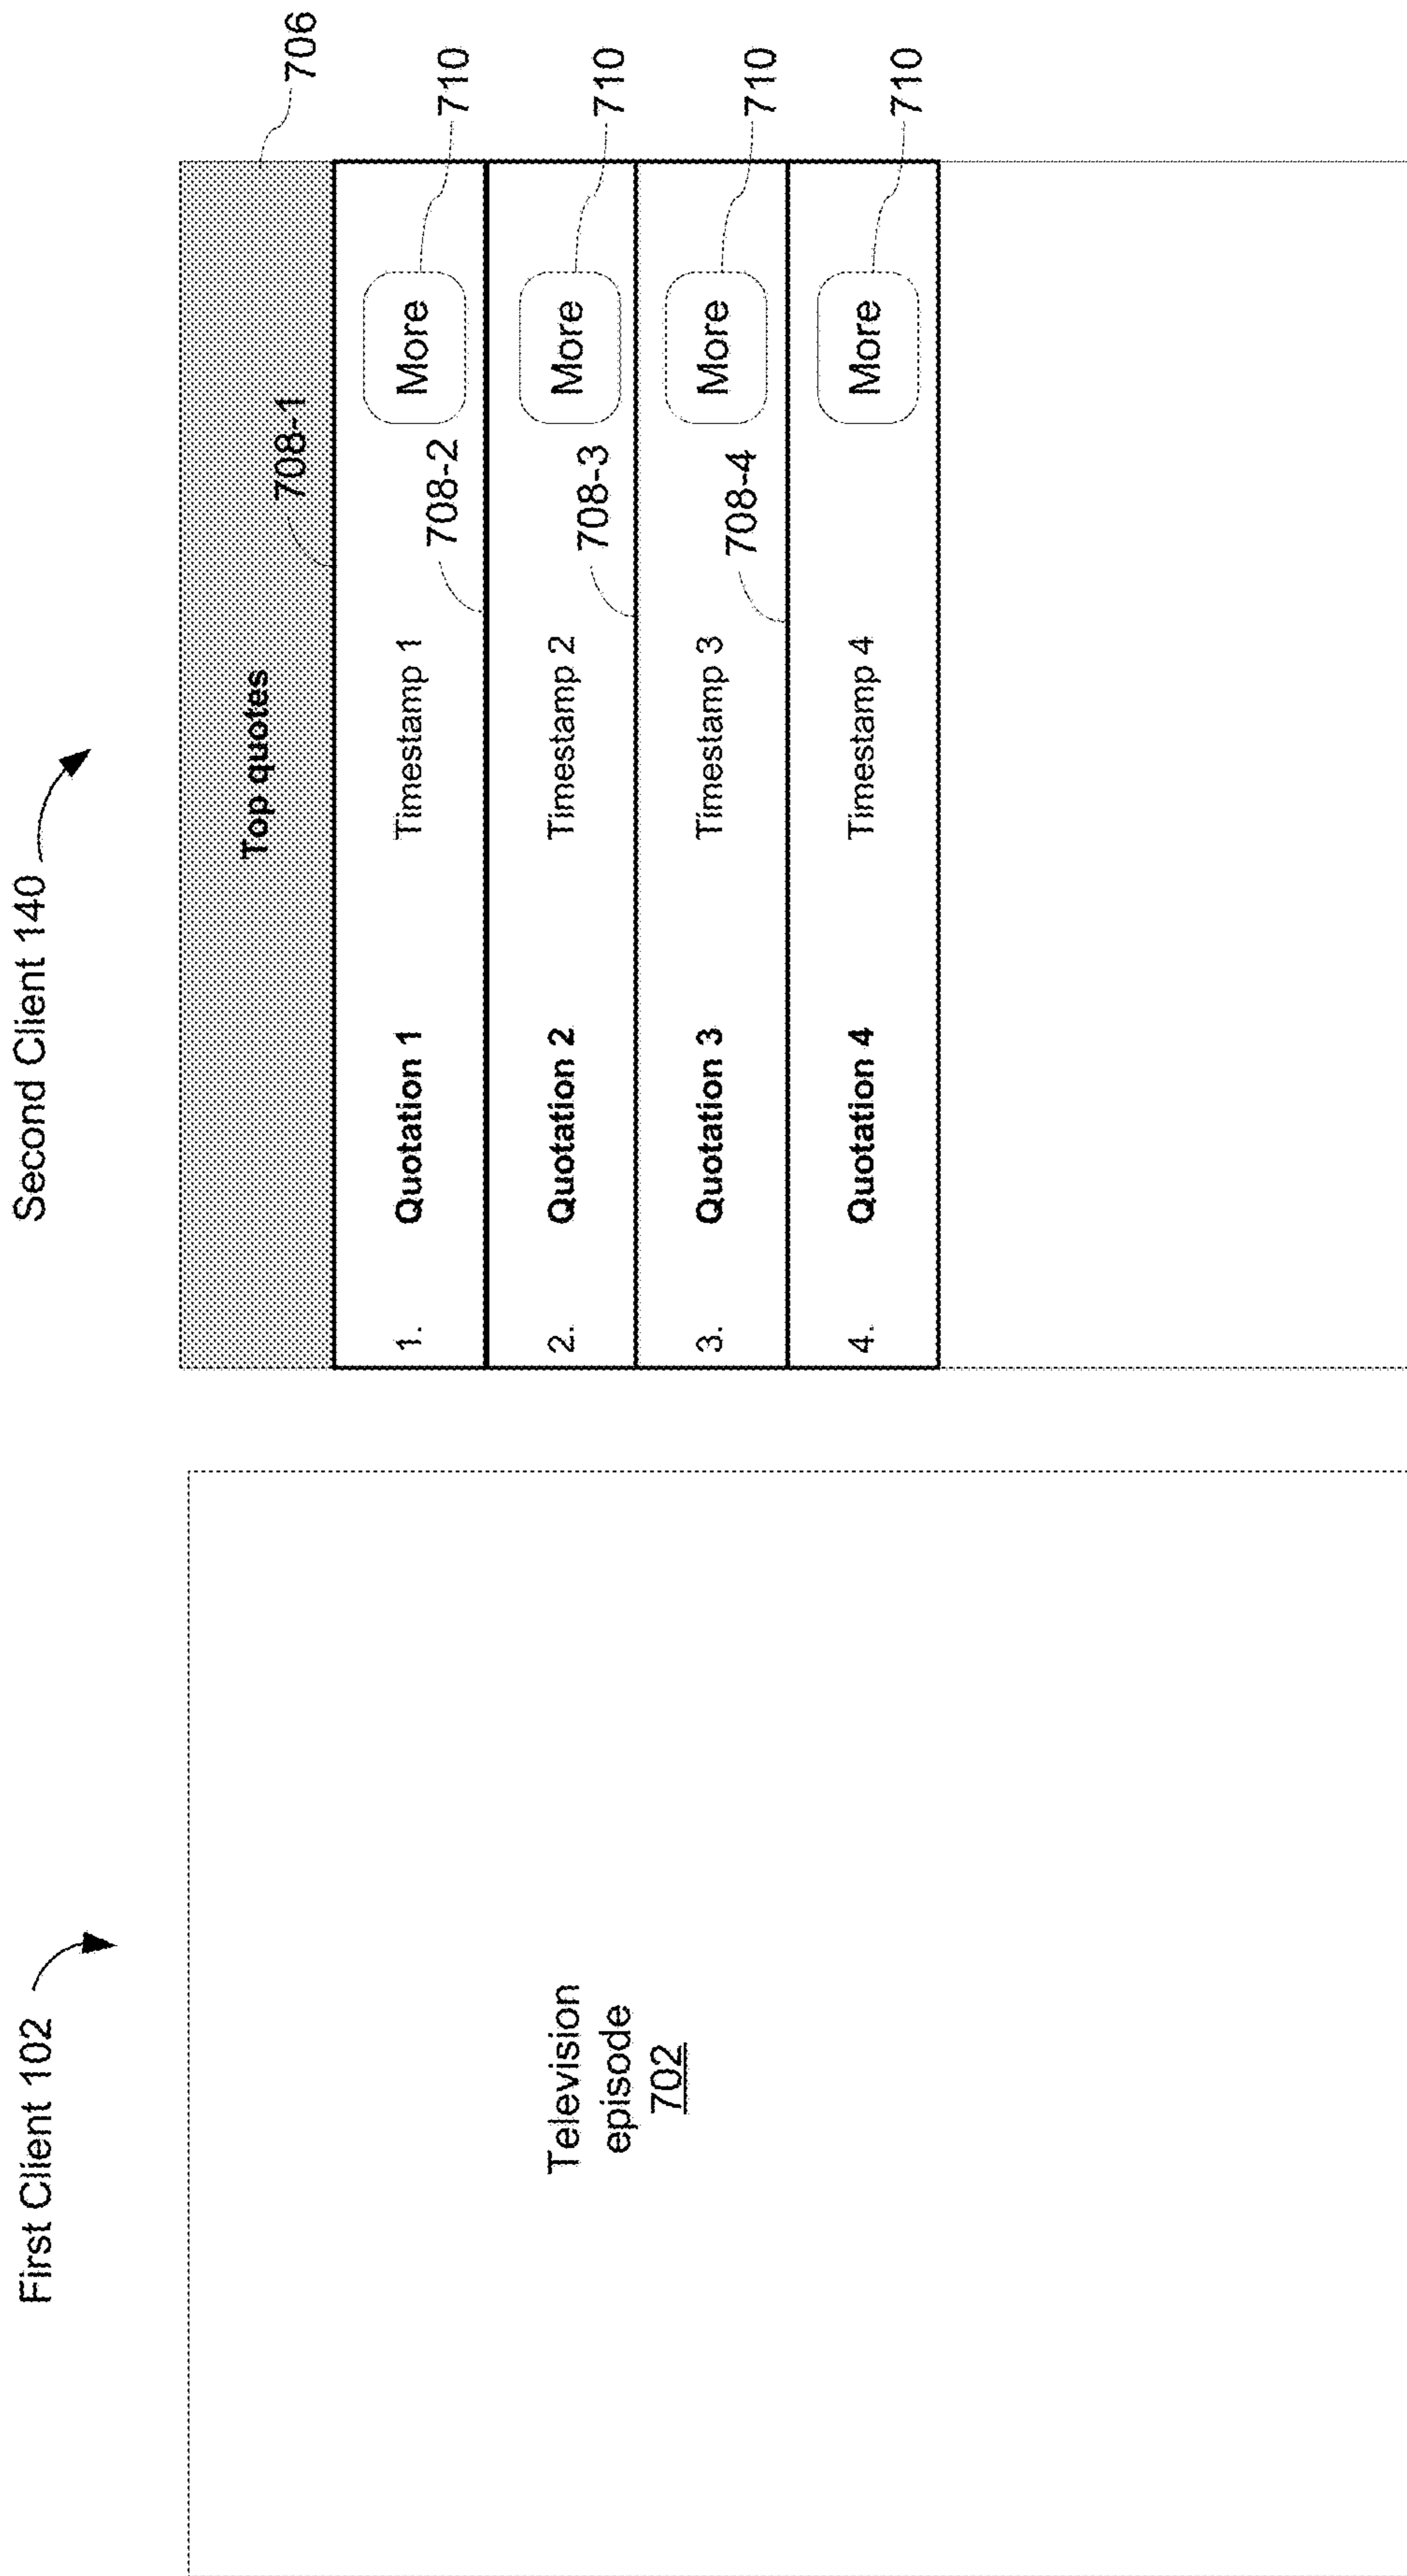 First Client 102
Television
episode
702
Second Client 140
706
Top quotes
708-1
1. Quotation 1 Timestamp 1 More
710
708-2
2. Quotation 2 Timestamp 2 More
710
708-3
3. Quotation 3 Timestamp 3 More
710
708-4
4. Quotation 4 Timestamp 4 More
710